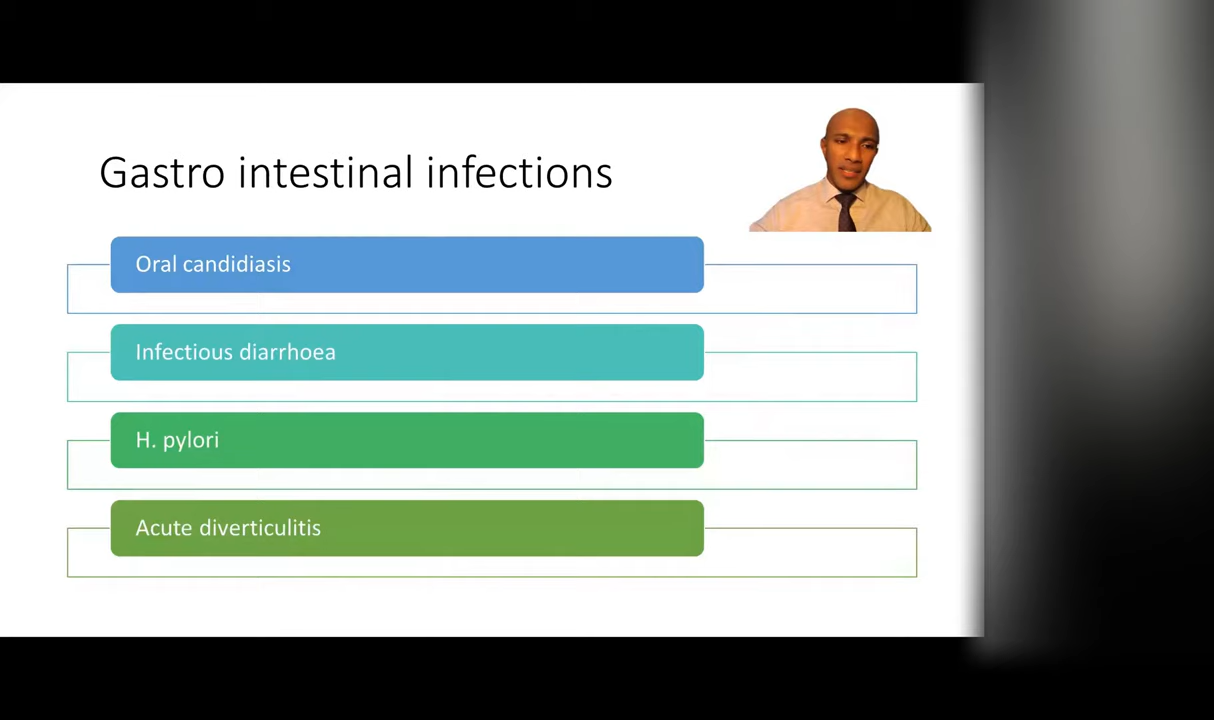 Gastro intestinal infections
Oral candidiasis
Infectious diarrhoea
H. pylori
Acute diverticulitis